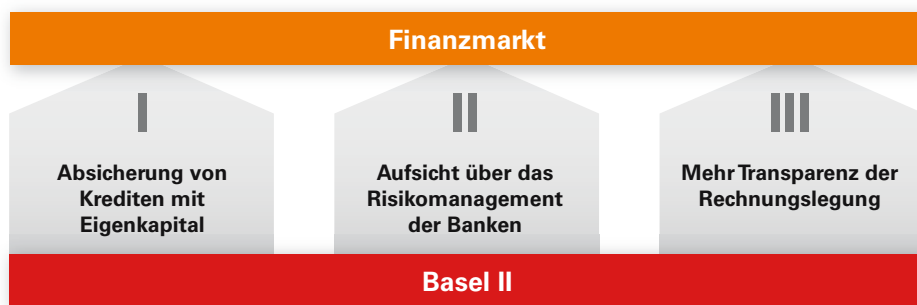 Finanzmarkt
I
Absicherung von
Krediten mit
Eigenkapital
II
Aufsicht über das
Risikomanagement
der Banken
III
Mehr Transparenz der
Rechnungslegung
Basel II